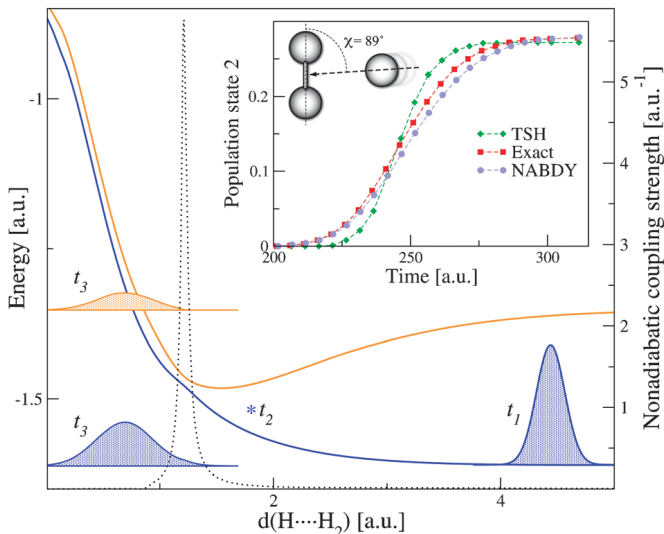 Energy [a.u.]
-1
-1.5
t3
t3
*t2
t1
2
4
d(H····H2) [a.u.]
Nonadiabatic coupling strength [a.u.-1]
5
4
3
2
1
0
Population state 2
0.2
0.1
0
χ= 89°
TSH
Exact
NABDY
200
250
300
Time [a.u.]